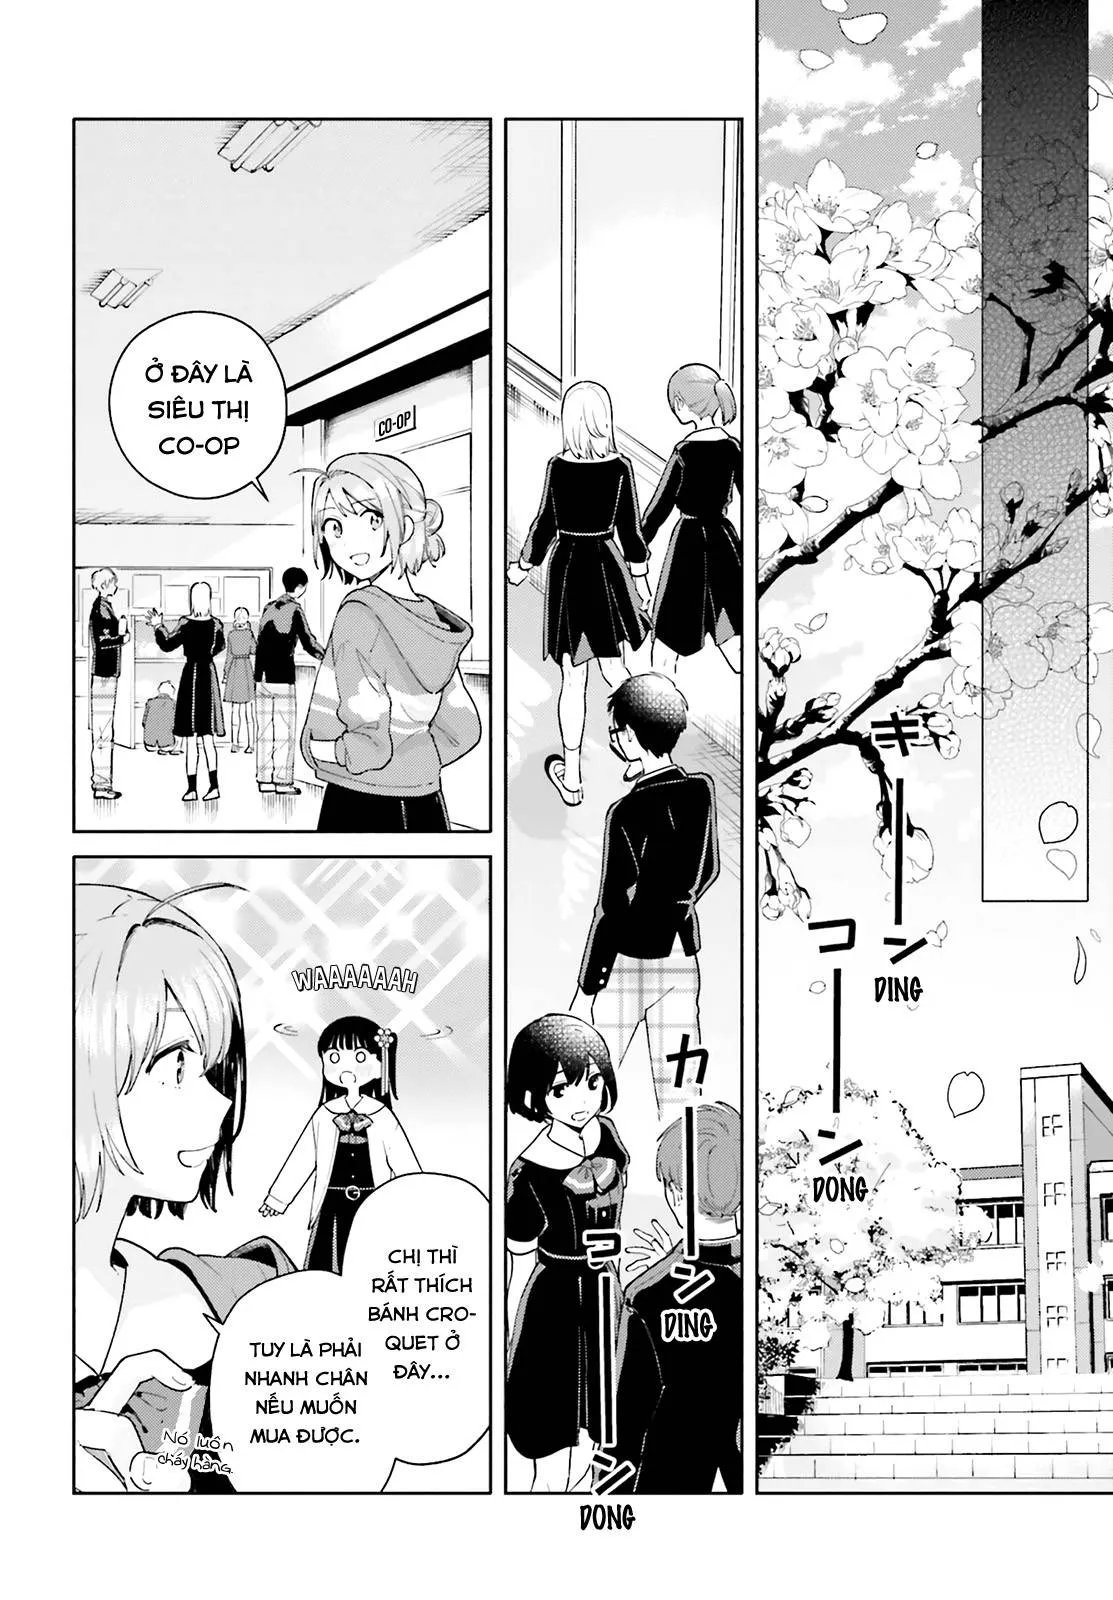 キーンコーン
DING
DONG
カーンコーン
DING
DONG
Ở ĐÂY LÀ
SIÊU THỊ
CO-OP
CO-OP
WAAAAAAAH
CHỊ THÌ
RẤT THÍCH
BÁNH CRO-
QUET Ở
ĐÂY...
TUY LÀ PHẢI
NHANH CHÂN
NẾU MUỐN
MUA ĐƯỢC.
Nó luôn
cháy hàng.